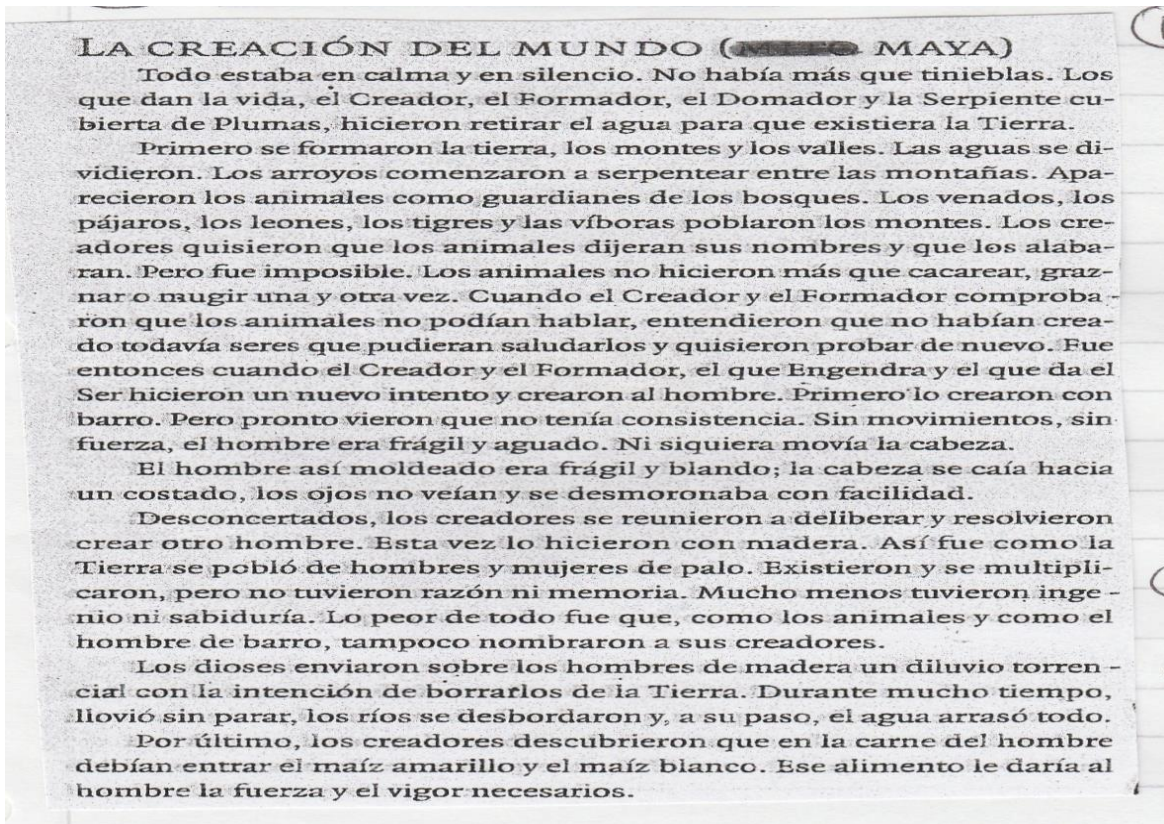 LA CREACIÓN DEL MUNDO ( MAYA)
Todo estaba en calma y en silencio. No había más que tinieblas. Los
que dan la vida, el Creador, el Formador, el Domador y la Serpiente cu-
bierta de Plumas, hicieron retirar el agua para que existiera la Tierra.
Primero se formaron la tierra, los montes y los valles. Las aguas se di-
vidieron. Los arroyos comenzaron a serpentear entre las montañas. Apa-
recieron los animales como guardianes de los bosques. Los venados, los
pájaros, los leones, los tigres y las víboras poblaron los montes. Los cre-
adores quisieron que los animales dijeran sus nombres y que los alaba-
ran. Pero fue imposible. Los animales no hicieron más que cacarear, graz-
nar o mugir una y otra vez. Cuando el Creador y el Formador comproba-
ron que los animales no podían hablar, entendieron que no habían crea-
do todavía seres que pudieran saludarlos y quisieron probar de nuevo. Fue
entonces cuando el Creador y el Formador, el que Engendra y el que da el
Ser hicieron un nuevo intento y crearon al hombre. Primero lo crearon con
barro. Pero pronto vieron que no tenía consistencia. Sin movimientos, sin
fuerza, el hombre era frágil y aguado. Ni siquiera movía la cabeza.
El hombre así moldeado era frágil y blando; la cabeza se caía hacia
un costado, los ojos no veían y se desmoronaba con facilidad.
Desconcertados, los creadores se reunieron a deliberar y resolvieron
crear otro hombre. Esta vez lo hicieron con madera. Así fue como la
Tierra se pobló de hombres y mujeres de palo. Existieron y se multipli-
caron, pero no tuvieron razón ni memoria. Mucho menos tuvieron inge-
nio ni sabiduría. Lo peor de todo fue que, como los animales y como el
hombre de barro, tampoco nombraron a sus creadores.
Los dioses enviaron sobre los hombres de madera un diluvio torren-
cial con la intención de borrarlos de la Tierra. Durante mucho tiempo,
llovió sin parar, los ríos se desbordaron y, a su paso, el agua arrasó todo.
Por último, los creadores descubrieron que en la carne del hombre
debían entrar el maíz amarillo y el maíz blanco. Ese alimento le daría al
hombre la fuerza y el vigor necesarios.